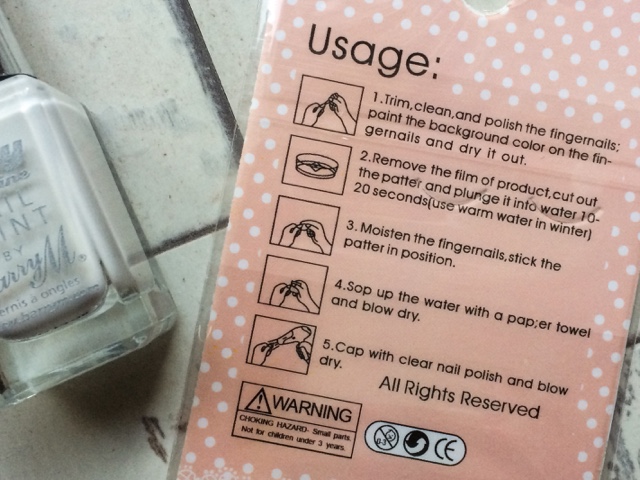 Usage:
1.Trim,clean,and polish the fingernails;
paint the background color on the fin-
gernails and dry it out.
2.Remove the film of product,cut out
the patter and plunge it into water 10-
20 seconds(use warm water in winter)
3. Moisten the fingernails,stick the
patter in position.
4.Sop up the water with a pap;er towel
and blow dry.
5.Cap with clear nail polish and blow
dry.
All Rights Reserved
WARNING
CHOKING HAZARD- Small parts.
Not for children under 3 years.
0-3
CE
BY
Barry M